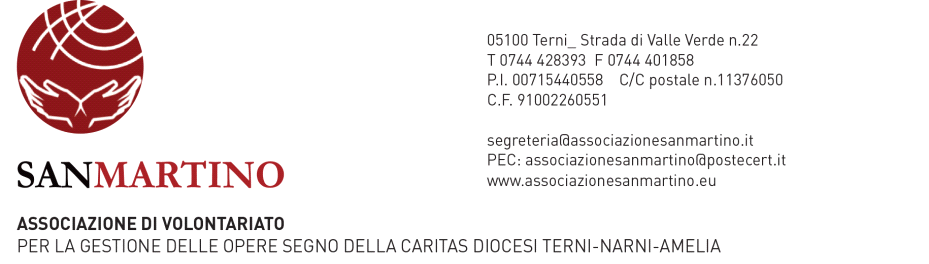 05100 Terni_ Strada di Valle Verde n.22
T 0744 428393 F 0744 401858
P.I. 00715440558 C/C postale n.11376050
C.F. 91002260551
segreteria@associazionesanmartino.it
PEC: associazionesanmartino@postecert.it
www.associazionesanmartino.eu
SANMARTINO
ASSOCIAZIONE DI VOLONTARIATO
PER LA GESTIONE DELLE OPERE SEGNO DELLA CARITAS DIOCESI TERNI-NARNI-AMELIA